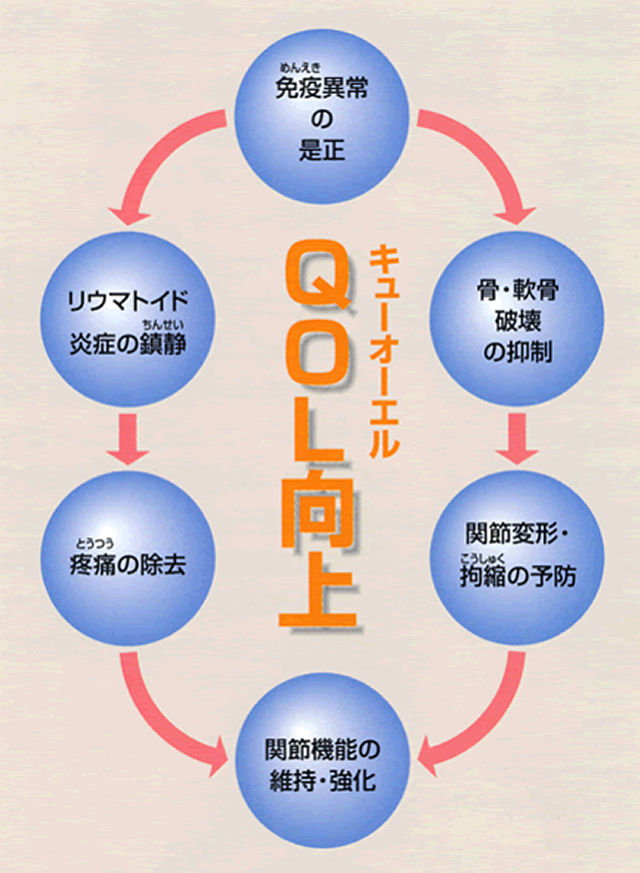 めんえき
免疫異常
の
是正
キューオーエル
QOL向上
リウマトイド
ちんせい
炎症の鎮静
骨・軟骨
破壊
の抑制
とうつう
疼痛の除去
関節変形・
こうしゅく
拘縮の予防
関節機能の
維持・強化